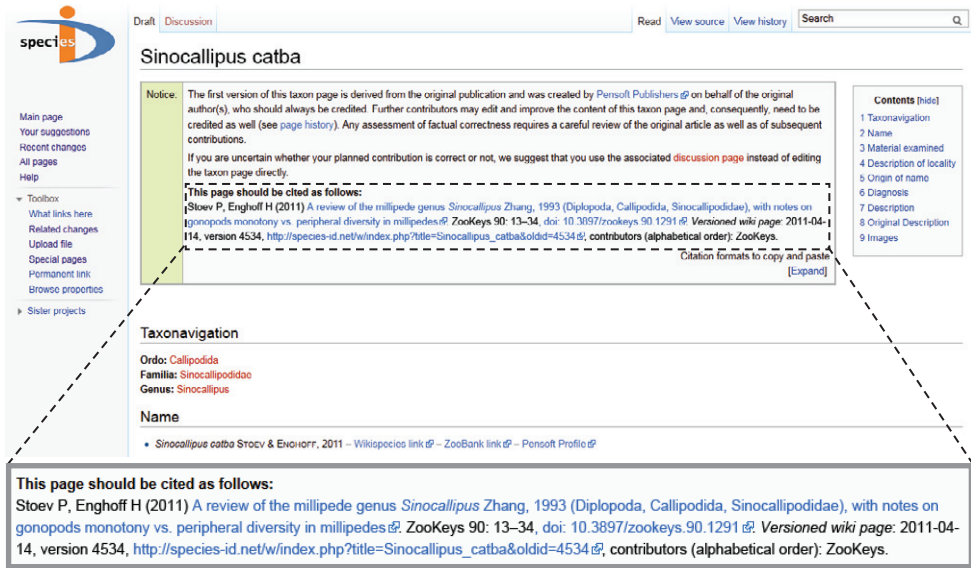 species
Draft Discussion
Read View source View history Search
Sinocallipus catba
Main page
Your suggestions
Recent changes
All pages
Help
Toolbox
What links here
Related changes
Upload file
Special pages
Permanent link
Browse properties
Sister projects
Notice:
The first version of this taxon page is derived from the original publication and was created by Pensoft Publishers on behalf of the original
author(s), who should always be credited. Further contributors may edit and improve the content of this taxon page and, consequently, need to be
credited as well (see page history). Any assessment of factual correctness requires a careful review of the original article as well as of subsequent
contributions.
If you are uncertain whether your planned contribution is correct or not, we suggest that you use the associated discussion page instead of editing
the taxon page directly.
This page should be cited as follows:
Stoev P, Enghoff H (2011) A review of the millipede genus Sinocallipus Zhang, 1993 (Diplopoda, Callipodida, Sinocallipodidae), with notes on
gonopods monotony vs. peripheral diversity in millipedes. ZooKeys 90: 13–34, doi: 10.3897/zookeys.90.1291. Versioned wiki page: 2011-04-
14, version 4534, http://species-id.net/w/index.php?title=Sinocallipus_catba&oldid=4534, contributors (alphabetical order): ZooKeys.
Citation formats to copy and paste
[Expand]
Contents [hide]
1 Taxonavigation
2 Name
3 Material examined
4 Description of locality
5 Origin of name
6 Diagnosis
7 Description
8 Original Description
9 Images
Taxonavigation
Ordo: Callipodida
Familia: Sinocallipodidae
Genus: Sinocallipus
Name
• Sinocallipus catba STOEV & ENGHOFF, 2011 – Wikispecies link – ZooBank link – Pensoft Profile
This page should be cited as follows:
Stoev P, Enghoff H (2011) A review of the millipede genus Sinocallipus Zhang, 1993 (Diplopoda, Callipodida, Sinocallipodidae), with notes on
gonopods monotony vs. peripheral diversity in millipedes. ZooKeys 90: 13–34, doi: 10.3897/zookeys.90.1291. Versioned wiki page: 2011-04-
14, version 4534, http://species-id.net/w/index.php?title=Sinocallipus_catba&oldid=4534, contributors (alphabetical order): ZooKeys.